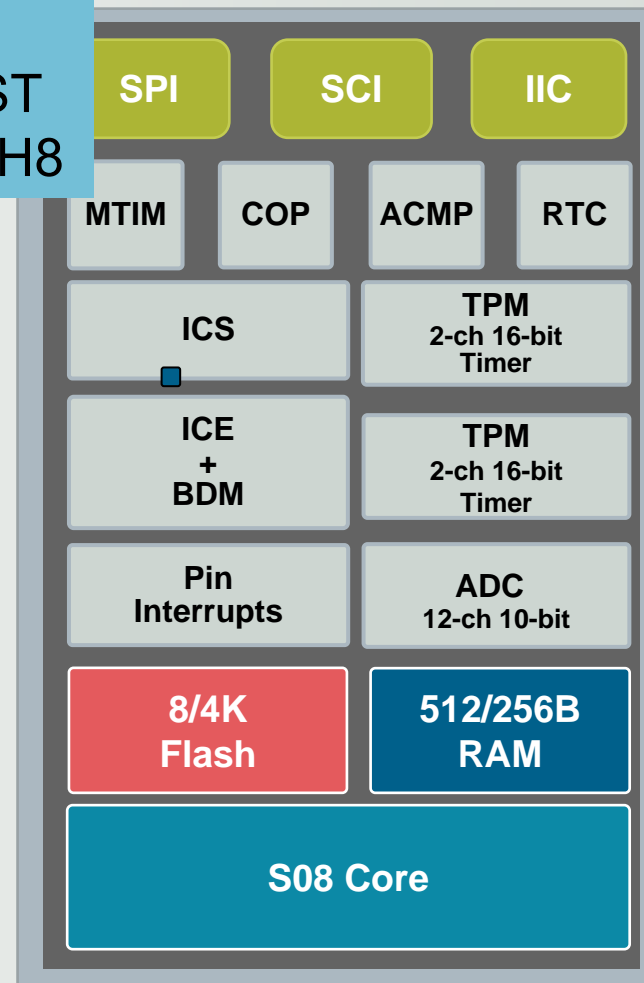 ST
H8
SPI
SCI
IIC
MTIM
COP
ACMP
RTC
ICS
TPM
2-ch 16-bit
Timer
ICE
+
BDM
TPM
2-ch 16-bit
Timer
Pin
Interrupts
ADC
12-ch 10-bit
8/4K
Flash
512/256B
RAM
S08 Core